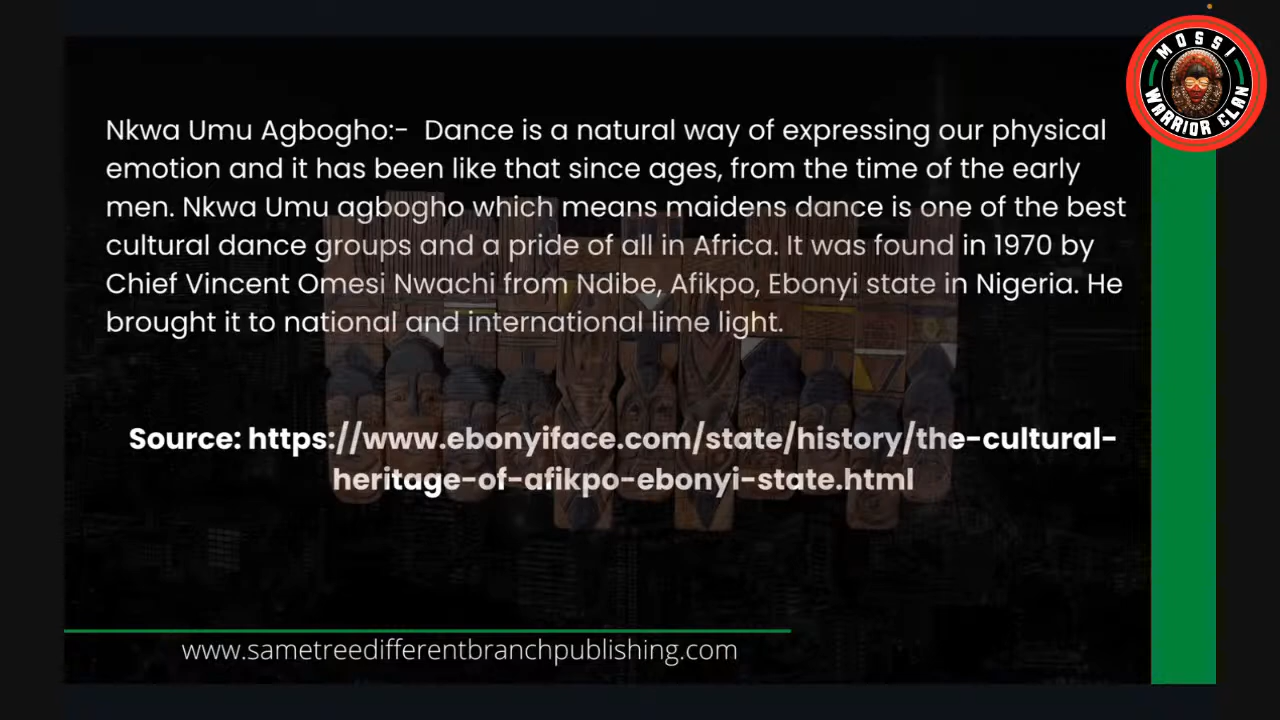 MOSSI
WARRIOR CLAN
Nkwa Umu Agbogho:- Dance is a natural way of expressing our physical
emotion and it has been like that since ages, from the time of the early
men. Nkwa Umu agbogho which means maidens dance is one of the best
cultural dance groups and a pride of all in Africa. It was found in 1970 by
Chief Vincent Omesi Nwachi from Ndibe, Afikpo, Ebonyi state in Nigeria. He
brought it to national and international lime light.
Source: https://www.ebonyiface.com/state/history/the-cultural-
heritage-of-afikpo-ebonyi-state.html
www.sametreedifferentbranchpublishing.com